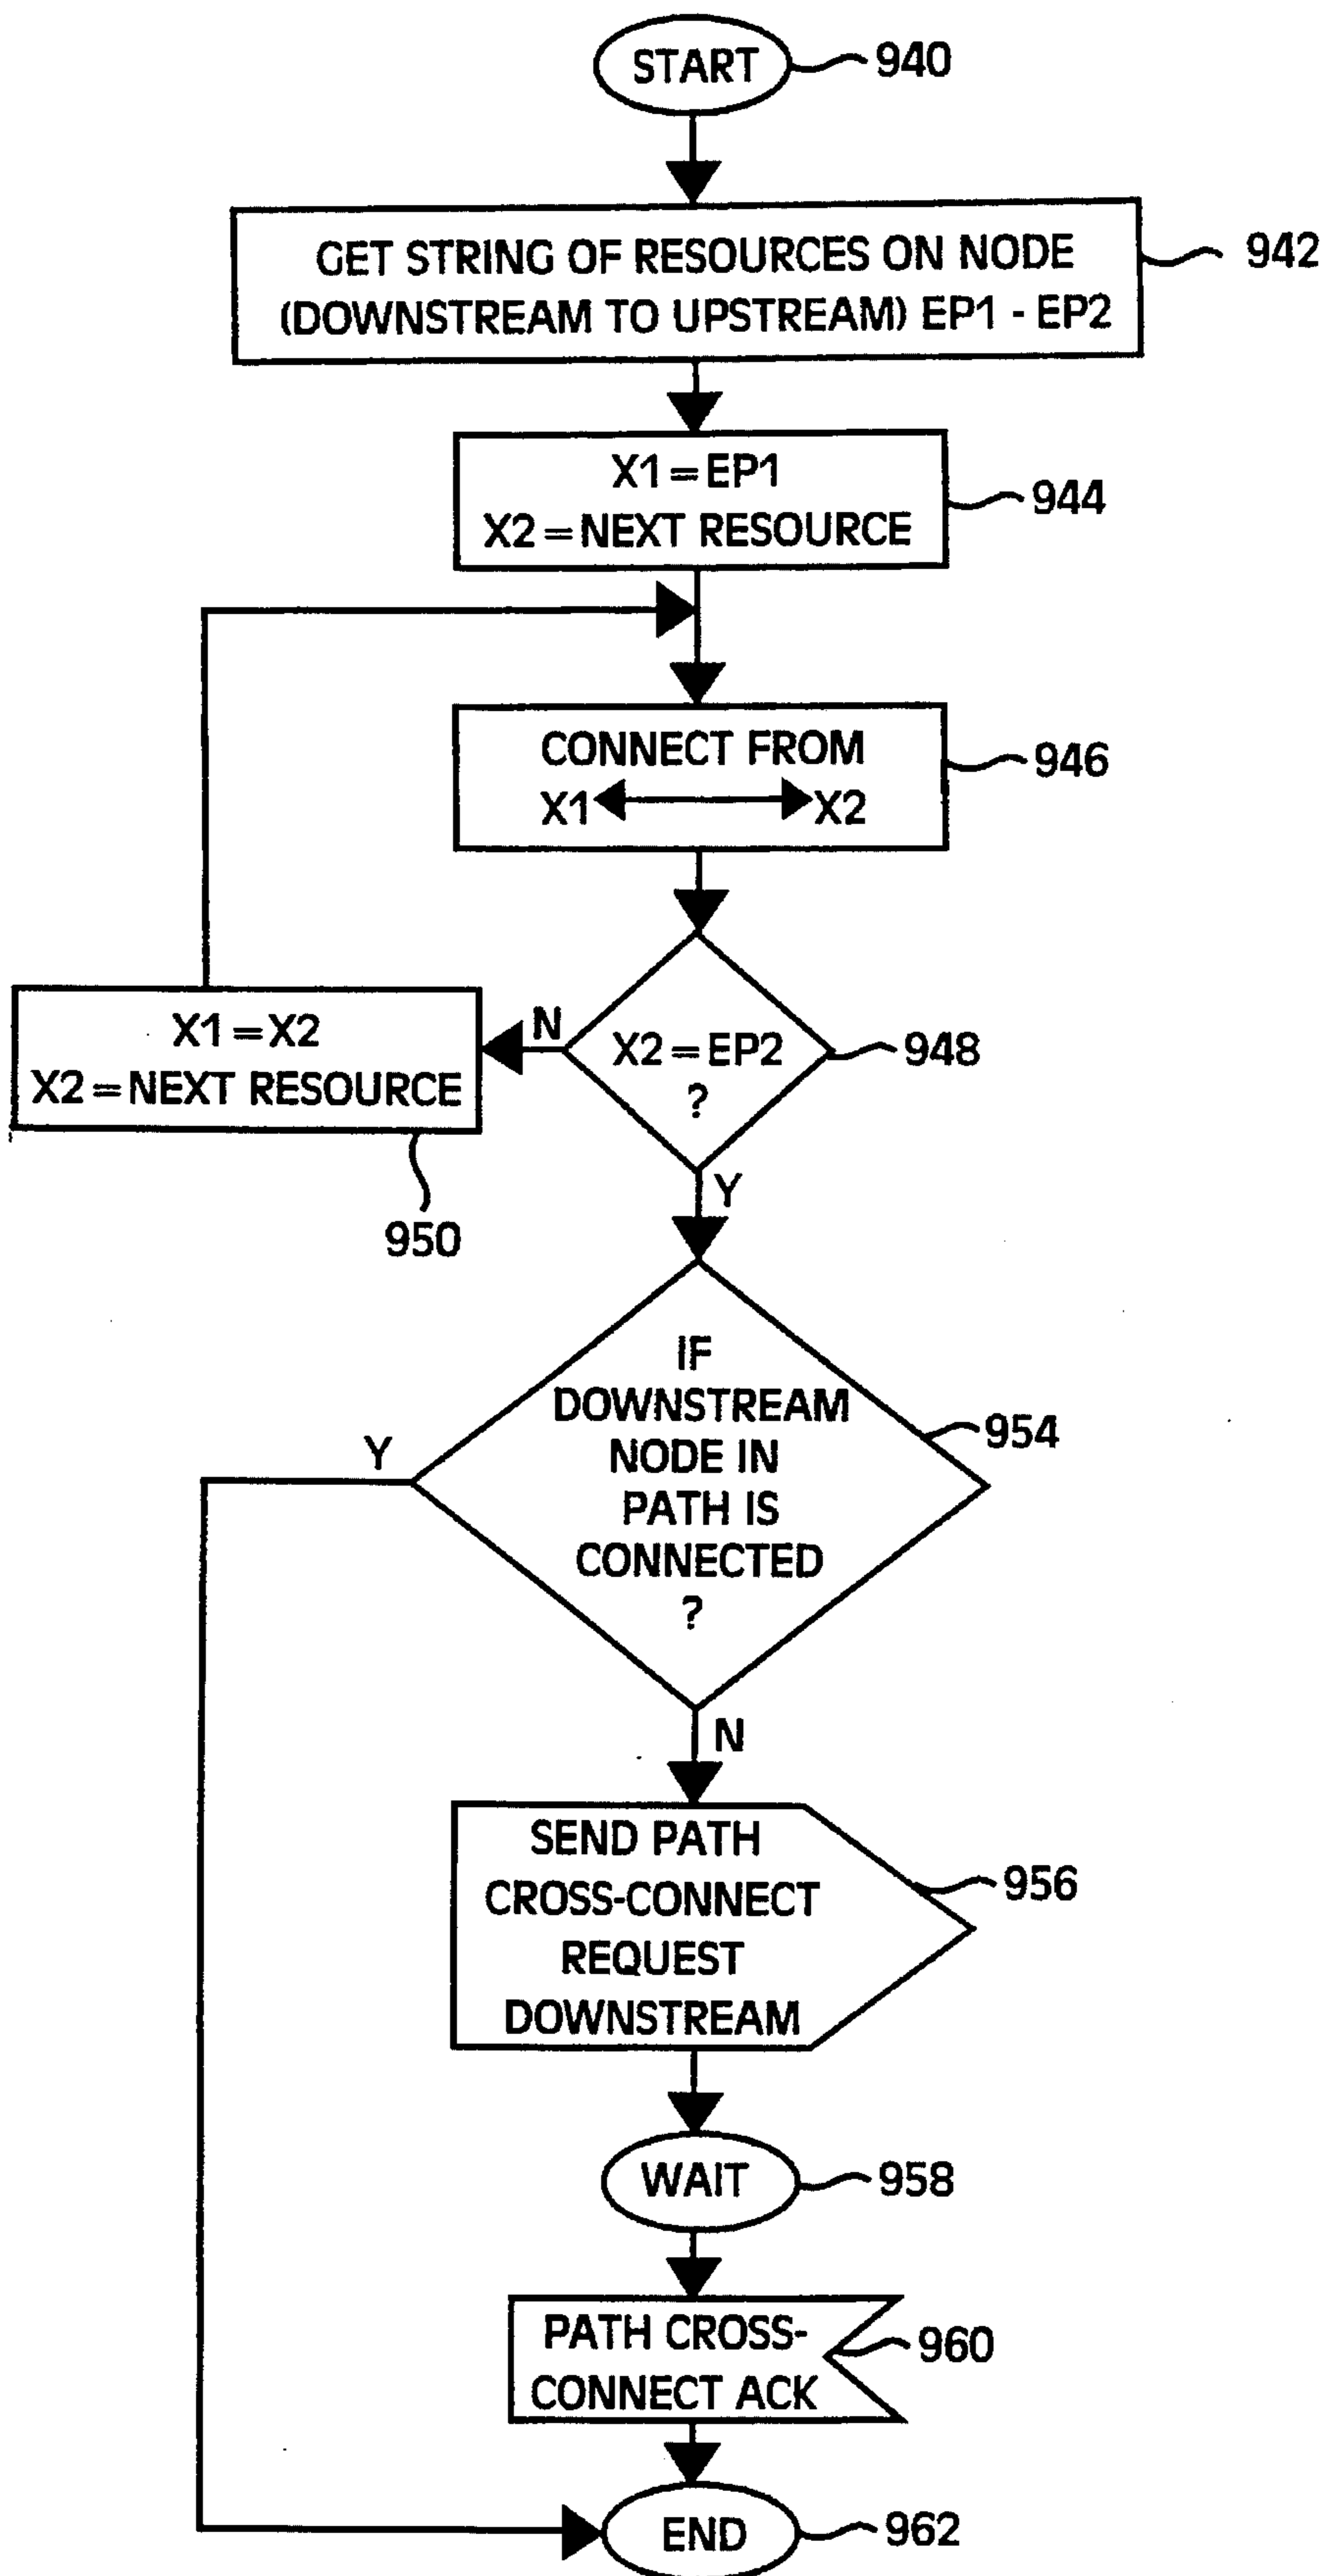 START
940
GET STRING OF RESOURCES ON NODE
942
(DOWNSTREAM TO UPSTREAM) EP1 - EP2
X1 = EP1
944
X2 = NEXT RESOURCE
CONNECT FROM
946
X1 X2
N
X2 = EP2
?
948
X1 = X2
X2 = NEXT RESOURCE
950
Y
IF
DOWNSTREAM
NODE IN
PATH IS
CONNECTED
?
954
Y
N
SEND PATH
CROSS-CONNECT
REQUEST
DOWNSTREAM
956
WAIT
958
PATH CROSS-
CONNECT ACK
960
END
962